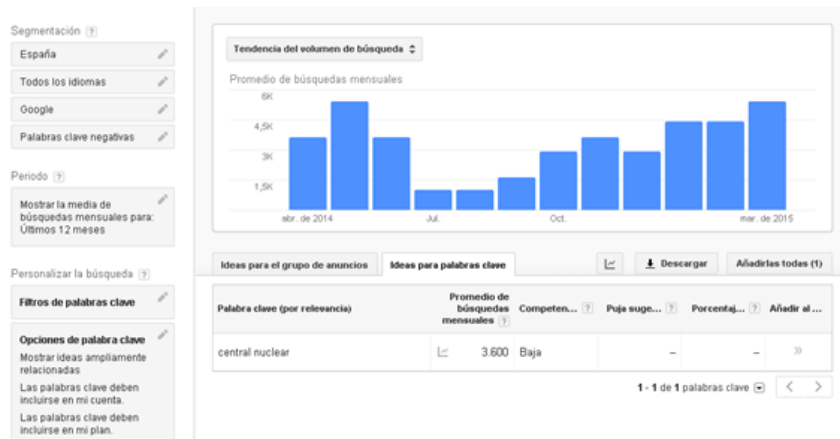 Segmentación ?
España
Todos los idiomas
Google
Palabras clave negativas
Periodo ?
Mostrar la media de
búsquedas mensuales para:
Últimos 12 meses
Personalizar la búsqueda ?
Filtros de palabras clave
Opciones de palabra clave
Mostrar ideas ampliamente
relacionadas
Las palabras clave deben
incluirse en mi cuenta.
Las palabras clave deben
incluirse en mi plan.
Tendencia del volumen de búsqueda
Promedio de búsquedas mensuales
6K
4,5K
3K
1,5K
abr. de 2014 Jul. Oct. mar. de 2015
Ideas para el grupo de anuncios Ideas para palabras clave Descargar Añadirlas todas (1)
Palabra clave (por relevancia) Promedio de búsquedas mensuales ? Competen... ? Puja suge... ? Porcentaj... ? Añadir al ...
central nuclear 3.600 Baja – – »
1 - 1 de 1 palabras clave